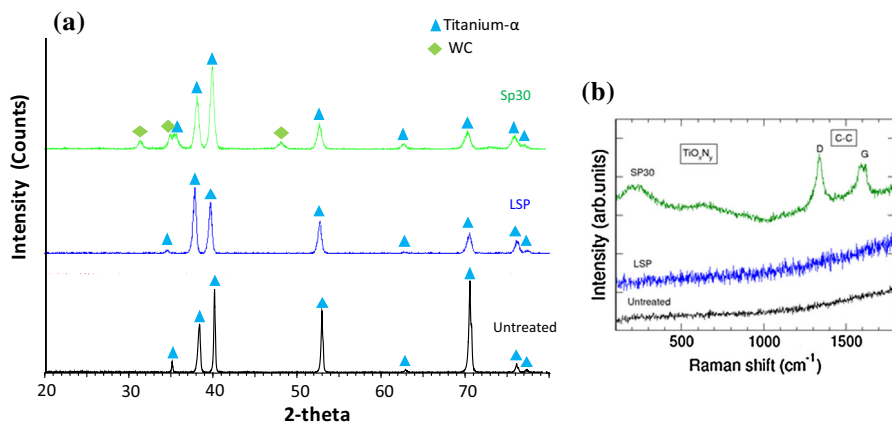 (a)
Titanium-α
WC
Sp30
LSP
Untreated
Intensity (Counts)
20 30 40 50 60 70
2-theta
(b)
TiOxNy
C-C
D
G
SP30
LSP
Untreated
Intensity (arb.units)
500 1000 1500
Raman shift (cm-1)